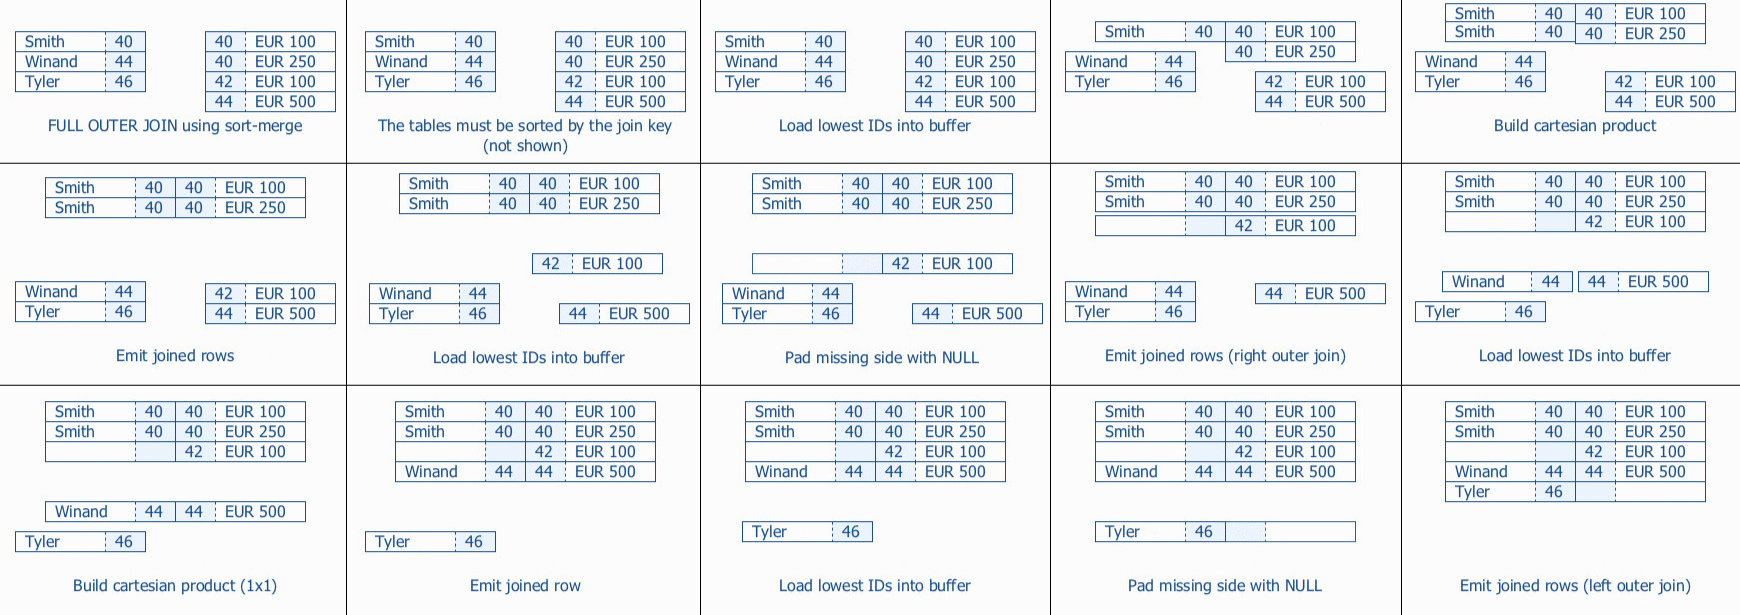 Smith 40 40 EUR 100
Winand 44 40 EUR 250
Tyler 46 42 EUR 100
44 EUR 500
FULL OUTER JOIN using sort-merge
Smith 40 40 EUR 100
Winand 44 40 EUR 250
Tyler 46 42 EUR 100
44 EUR 500
The tables must be sorted by the join key
(not shown)
Smith 40 40 EUR 100
Winand 44 40 EUR 250
Tyler 46 42 EUR 100
44 EUR 500
Load lowest IDs into buffer
Smith 40 40 EUR 100
40 EUR 250
Winand 44
Tyler 46 42 EUR 100
44 EUR 500
Smith 40 40 EUR 100
Smith 40 40 EUR 250
Winand 44
Tyler 46 42 EUR 100
44 EUR 500
Build cartesian product
Smith 40 40 EUR 100
Smith 40 40 EUR 250
Winand 44 42 EUR 100
Tyler 46 44 EUR 500
Emit joined rows
Smith 40 40 EUR 100
Smith 40 40 EUR 250
42 EUR 100
Winand 44
Tyler 46 44 EUR 500
Load lowest IDs into buffer
Smith 40 40 EUR 100
Smith 40 40 EUR 250
42 EUR 100
Winand 44
Tyler 46 44 EUR 500
Pad missing side with NULL
Smith 40 40 EUR 100
Smith 40 40 EUR 250
42 EUR 100
Winand 44 44 EUR 500
Tyler 46
Emit joined rows (right outer join)
Smith 40 40 EUR 100
Smith 40 40 EUR 250
42 EUR 100
Winand 44 44 EUR 500
Tyler 46
Load lowest IDs into buffer
Smith 40 40 EUR 100
Smith 40 40 EUR 250
42 EUR 100
Winand 44 44 EUR 500
Tyler 46
Build cartesian product (1x1)
Smith 40 40 EUR 100
Smith 40 40 EUR 250
42 EUR 100
Winand 44 44 EUR 500
Tyler 46
Emit joined row
Smith 40 40 EUR 100
Smith 40 40 EUR 250
42 EUR 100
Winand 44 44 EUR 500
Tyler 46
Load lowest IDs into buffer
Smith 40 40 EUR 100
Smith 40 40 EUR 250
42 EUR 100
Winand 44 44 EUR 500
Tyler 46
Pad missing side with NULL
Smith 40 40 EUR 100
Smith 40 40 EUR 250
42 EUR 100
Winand 44 44 EUR 500
Tyler 46
Emit joined rows (left outer join)